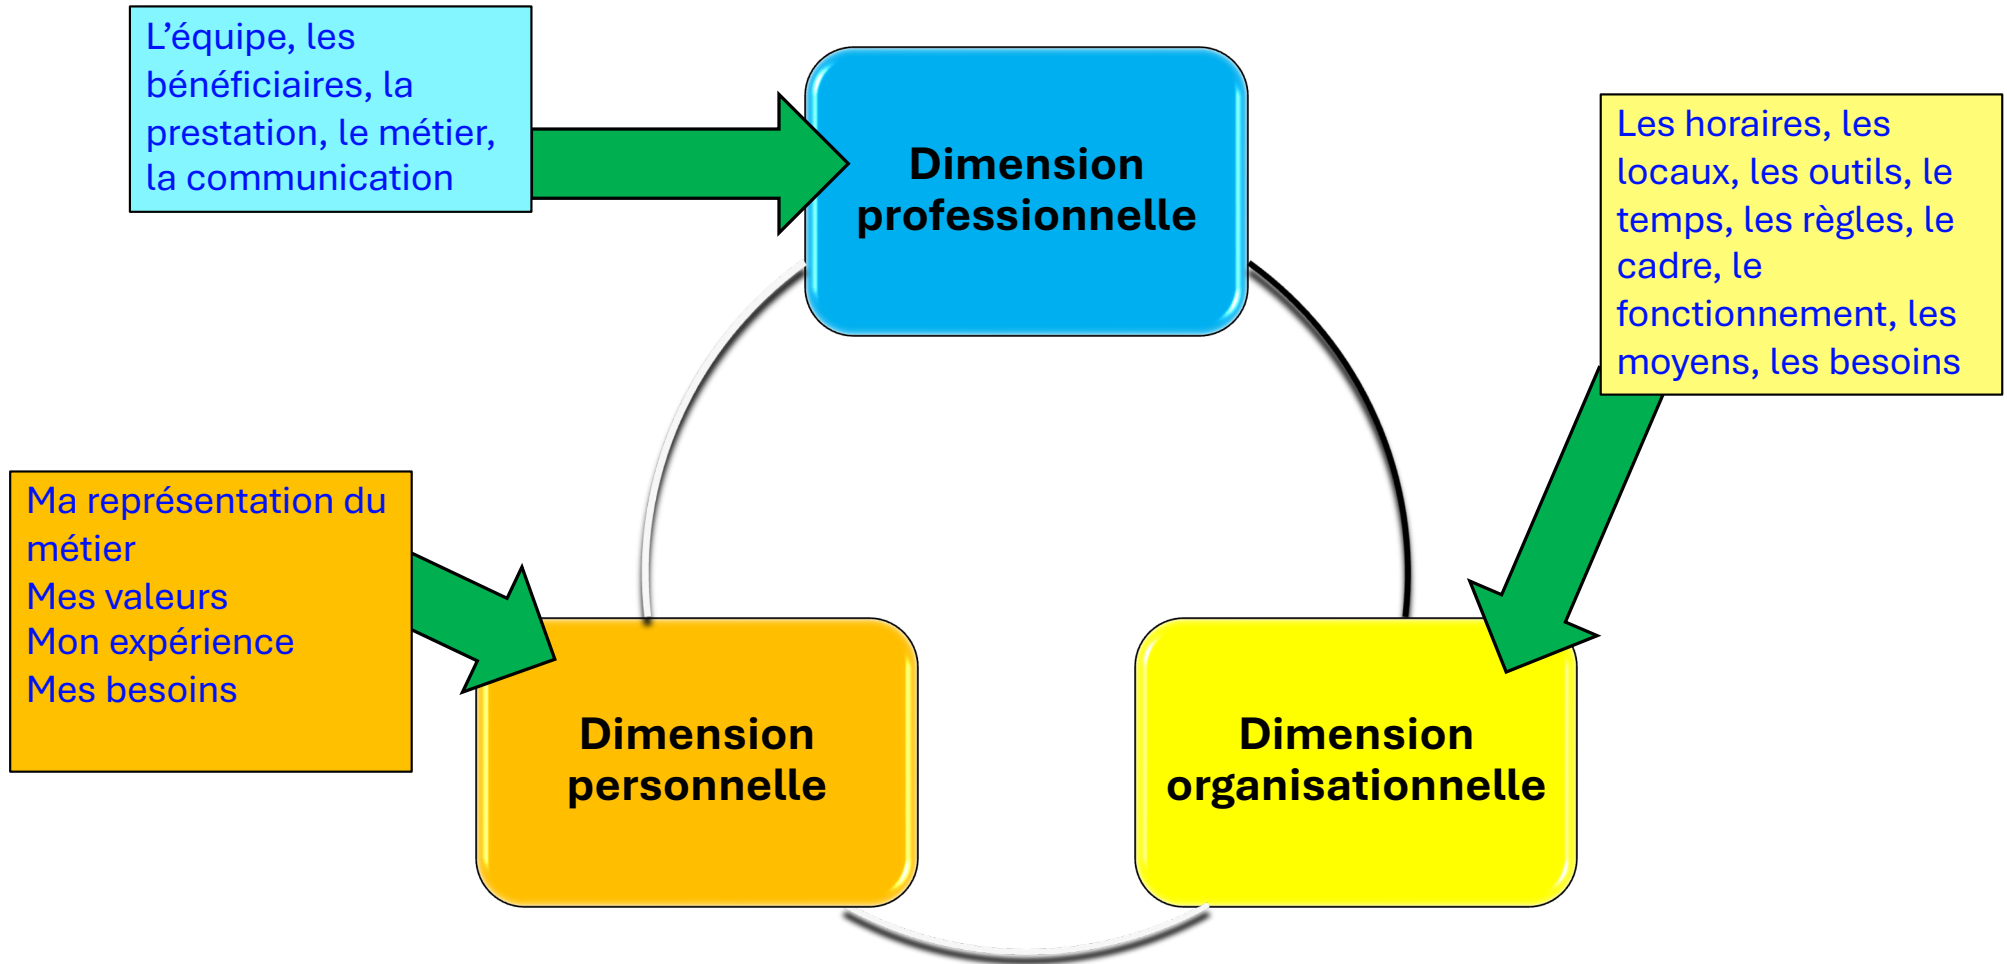 L’équipe, les
bénéficiaires, la
prestation, le métier,
la communication
Dimension
professionnelle
Les horaires, les
locaux, les outils, le
temps, les règles, le
cadre, le
fonctionnement, les
moyens, les besoins
Ma représentation du
métier
Mes valeurs
Mon expérience
Mes besoins
Dimension
personnelle
Dimension
organisationnelle